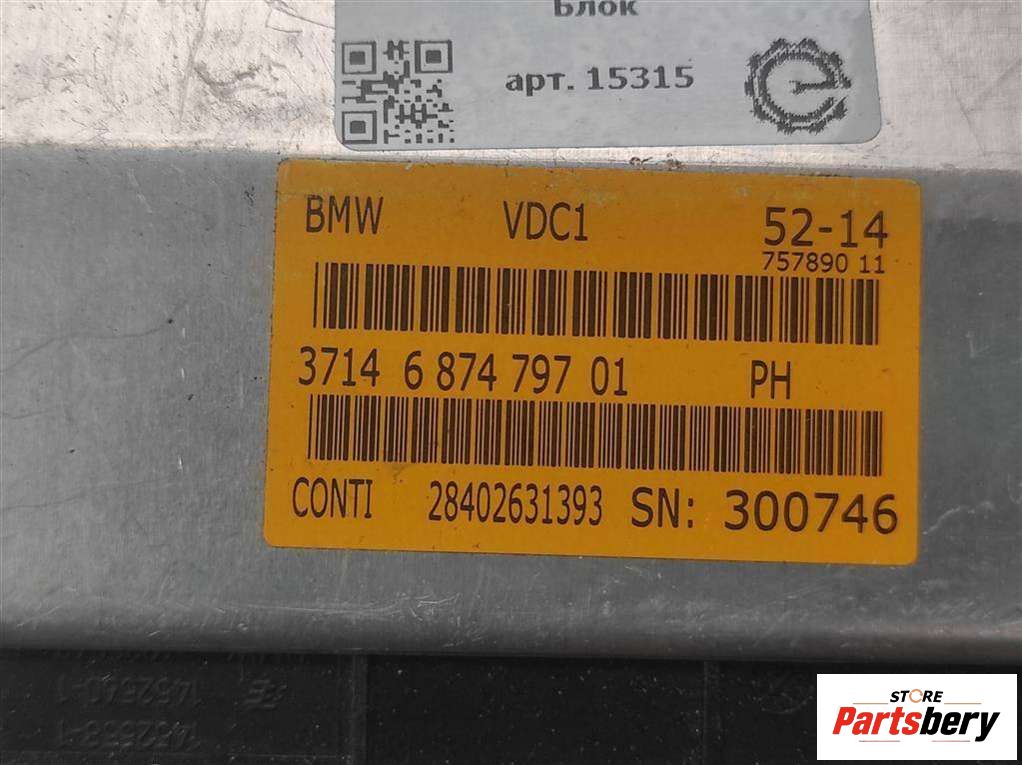 Блок
арт. 15315
BMW VDC1 52-14
757890 11
3714 6 874 797 01 PH
CONTI 28402631393 SN: 300746
STORE
Partsbery